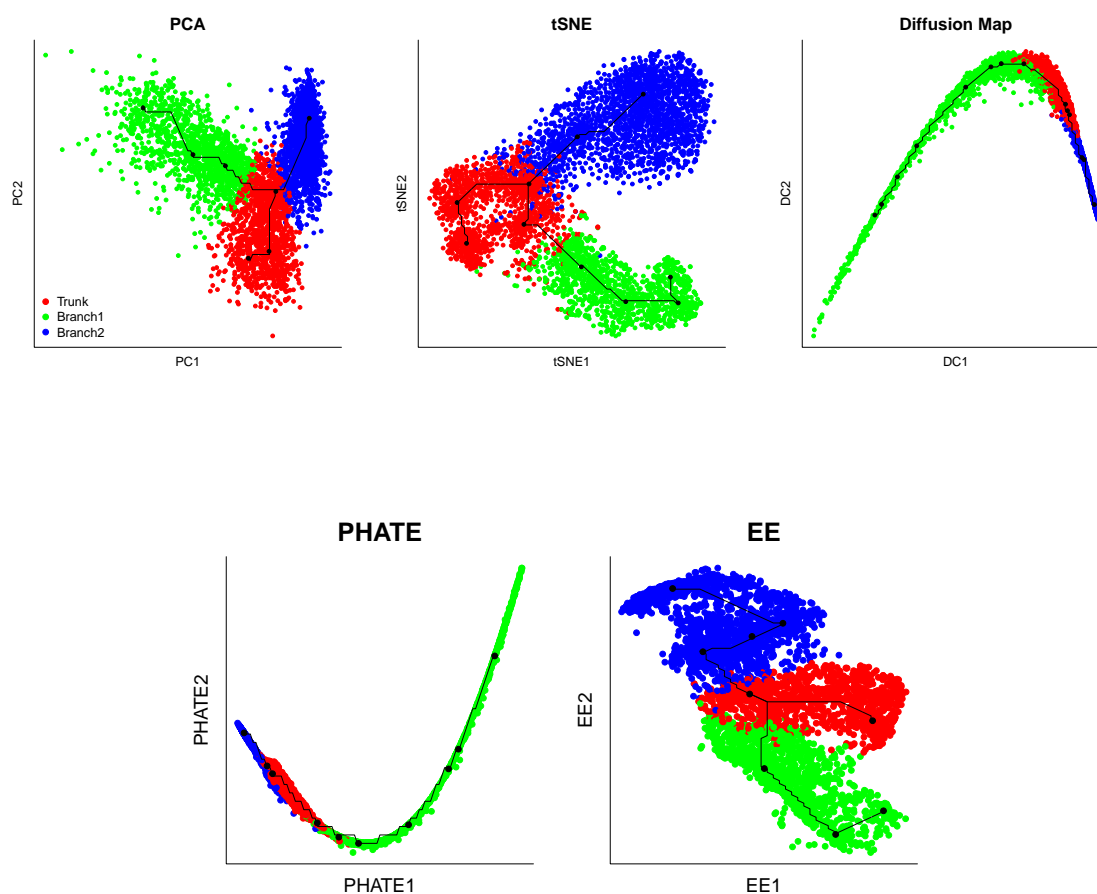 PCA
PC2
Trunk
Branch1
Branch2
PC1
tSNE
tSNE2
tSNE1
Diffusion Map
DC2
DC1
PHATE
PHATE2
PHATE1
EE
EE2
EE1